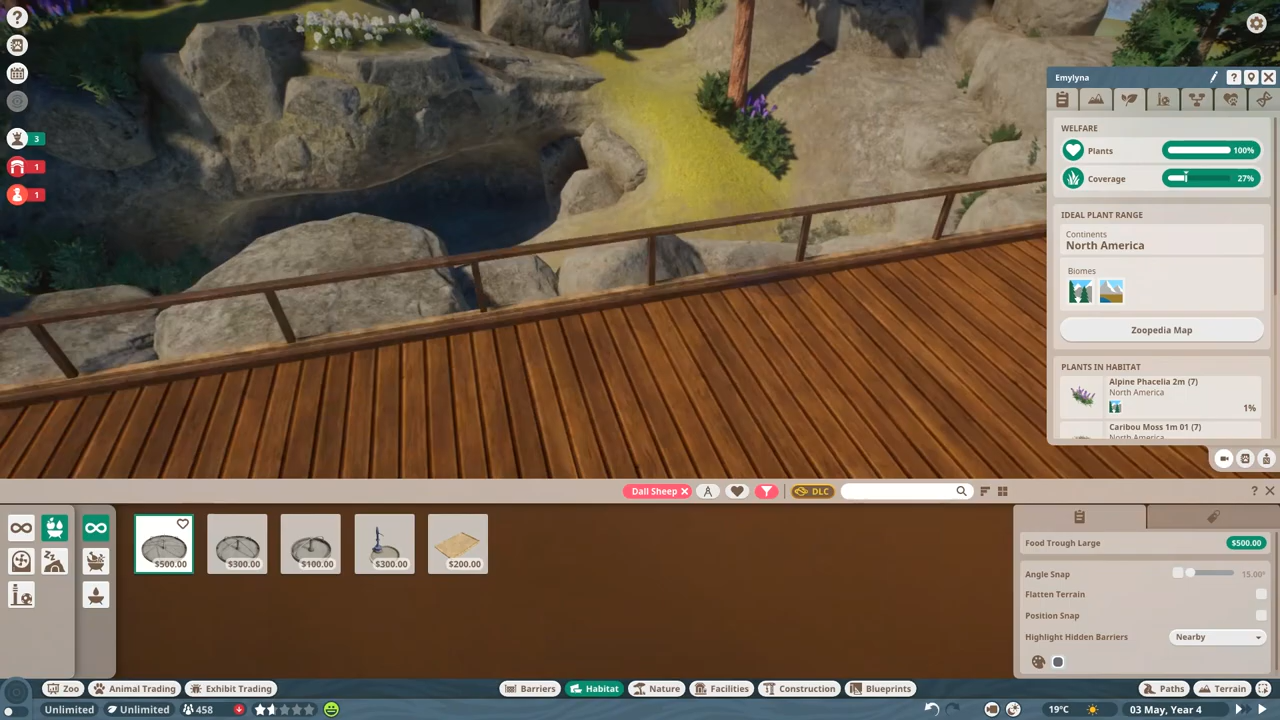 3
1
1
Emylyna
?
WELFARE
Plants 100%
Coverage 27%
IDEAL PLANT RANGE
Continents
North America
Biomes
Zoopedia Map
PLANTS IN HABITAT
Alpine Phacelia 2m (7)
North America
1%
Caribou Moss 1m 01 (7)
North America
Dall Sheep
DLC
?
$500.00
$300.00
$100.00
$300.00
$200.00
Food Trough Large $500.00
Angle Snap 15.00°
Flatten Terrain
Position Snap
Highlight Hidden Barriers Nearby
Zoo
Animal Trading
Exhibit Trading
Barriers
Habitat
Nature
Facilities
Construction
Blueprints
Paths
Terrain
Unlimited
Unlimited
458
19°C
03 May, Year 4